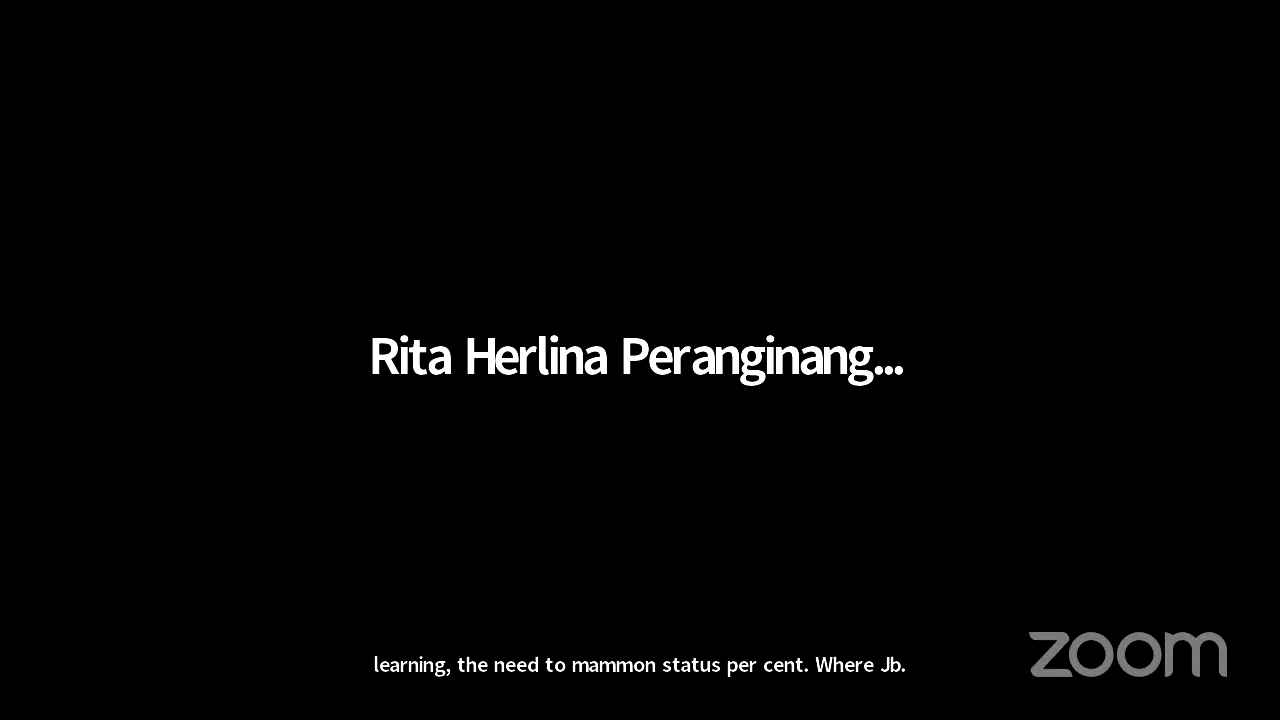 Rita Herlina Peranginang...
learning, the need to mammon status per cent. Where Jb.
zoom